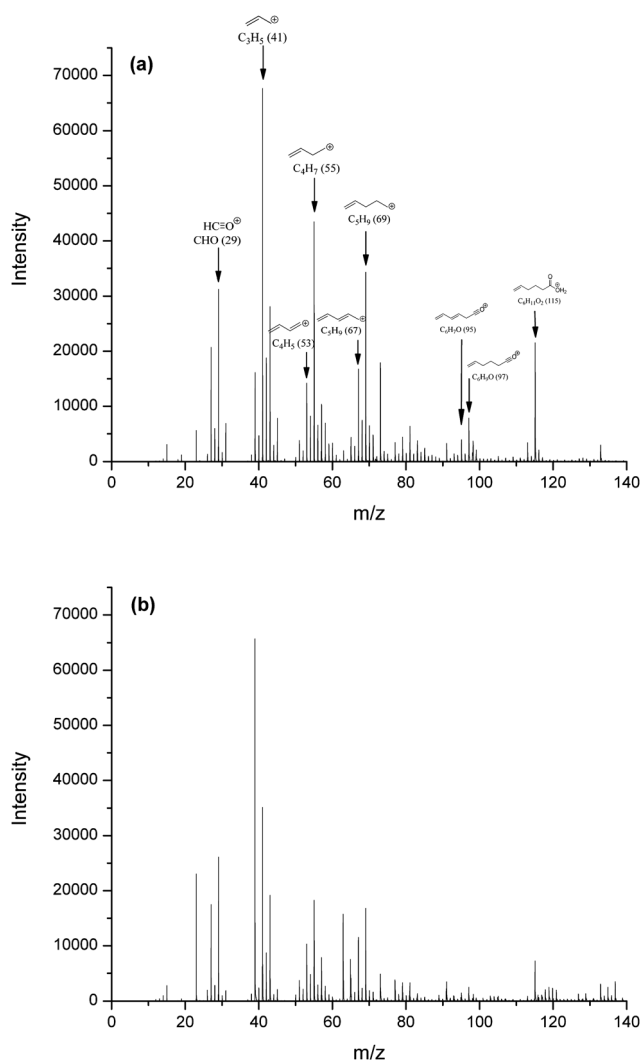 C3H5 (41)
(a)
70000
60000
50000
40000
30000
20000
10000
0
Intensity
HC≡O⊕
CHO (29)
C4H7 (55)
C5H9 (69)
C4H5 (53)
C5H9 (67)
O⊕
C6H7O (95)
O⊕
C6H9O (97)
O
OH2
C6H11O2 (115)
0 20 40 60 80 100 120 140
m/z
(b)
70000
60000
50000
40000
30000
20000
10000
0
Intensity
0 20 40 60 80 100 120 140
m/z